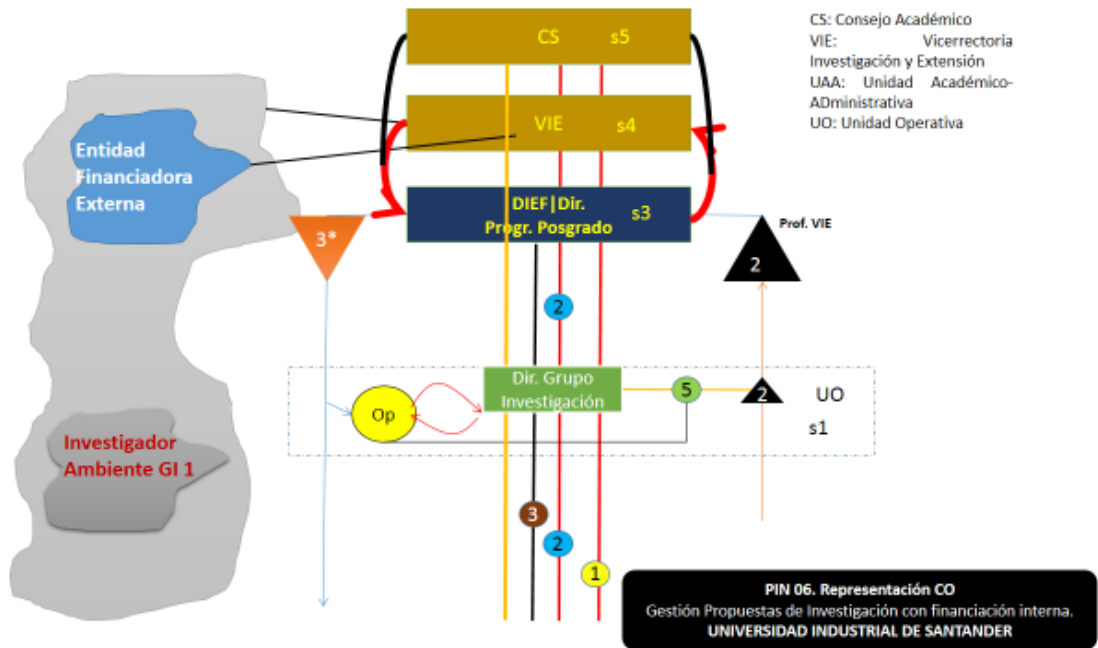 CS: Consejo Académico
VIE: Vicerrectoría
Investigación y Extensión
UAA: Unidad Académico-
ADministrativa
UO: Unidad Operativa
CS s5
VIE s4
DIEF|Dir.
Progr. Posgrado s3
Entidad
Financiadora
Externa
3*
Prof. VIE
2
2
Dir. Grupo
Investigación
Op
5
2
UO
s1
Investigador
Ambiente GI 1
3
2
1
PIN 06. Representación CO
Gestión Propuestas de Investigación con financiación interna.
UNIVERSIDAD INDUSTRIAL DE SANTANDER